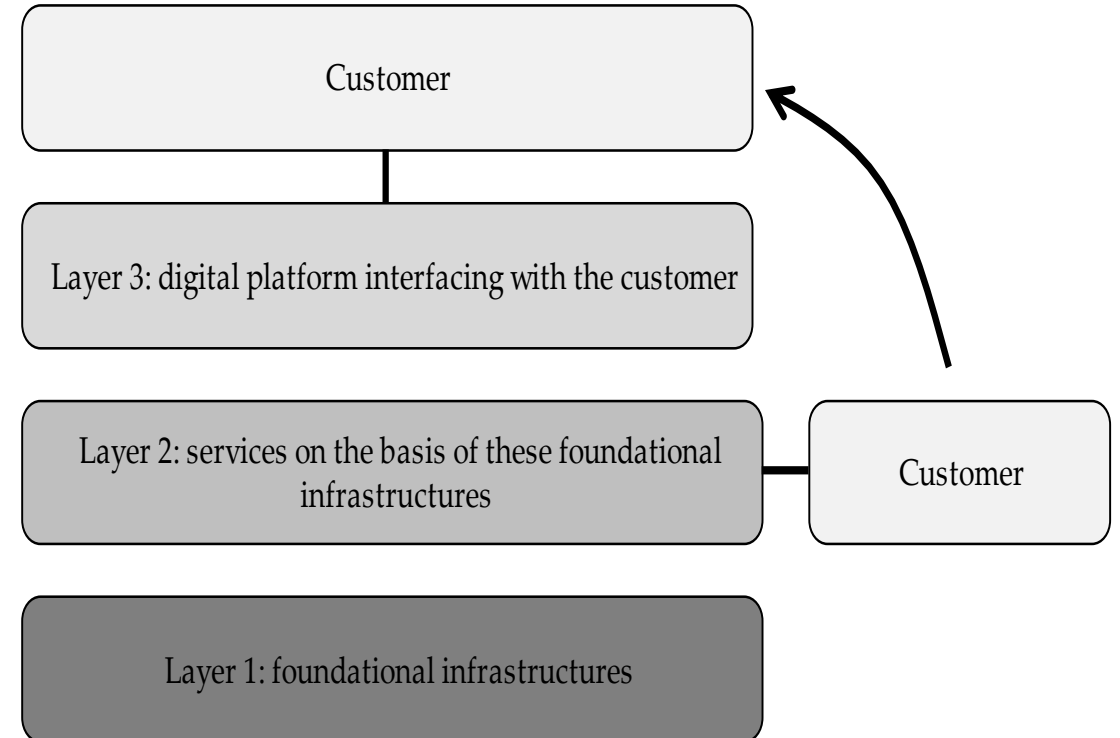 Customer
Layer 3: digital platform interfacing with the customer
Layer 2: services on the basis of these foundational
infrastructures
Customer
Layer 1: foundational infrastructures